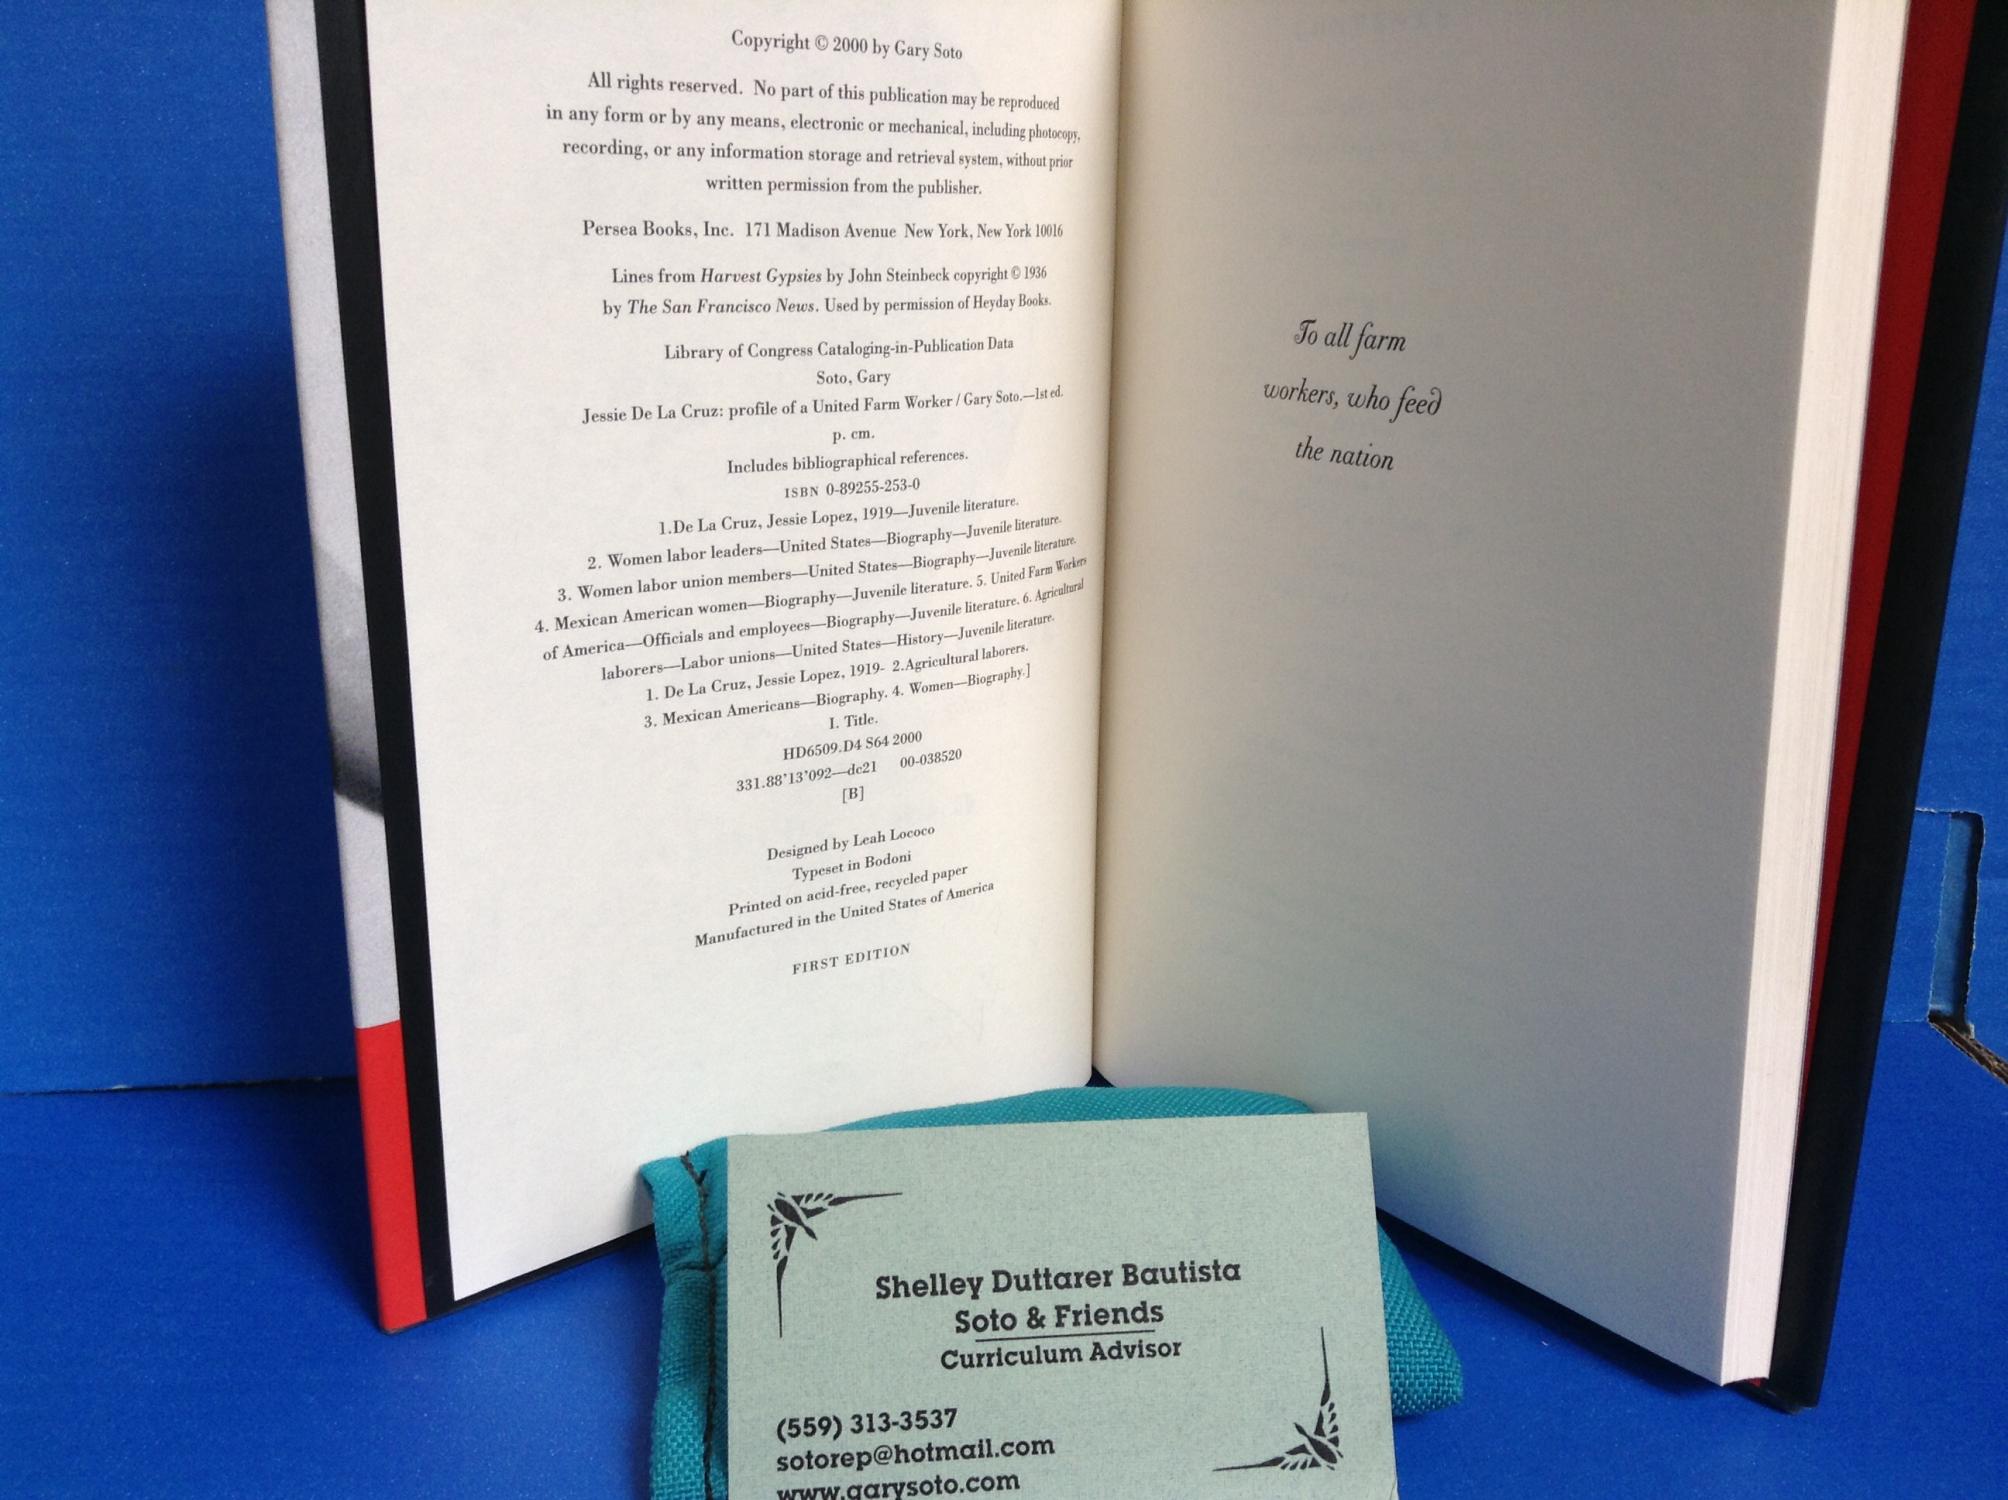 Copyright © 2000 by Gary Soto
All rights reserved. No part of this publication may be reproduced
in any form or by any means, electronic or mechanical, including photocopy,
recording, or any information storage and retrieval system, without prior
written permission from the publisher.
Persea Books, Inc. 171 Madison Avenue New York, New York 10016
Lines from Harvest Gypsies by John Steinbeck copyright © 1936
by The San Francisco News. Used by permission of Heyday Books.
Library of Congress Cataloging-in-Publication Data
Soto, Gary
Jessie De La Cruz: profile of a United Farm Worker / Gary Soto.—1st ed.
p. cm.
Includes bibliographical references.
ISBN 0-89255-253-0
1.De La Cruz, Jessie Lopez, 1919—Juvenile literature.
2. Women labor leaders—United States—Biography—Juvenile literature.
3. Women labor union members—United States—Biography—Juvenile literature.
4. Mexican American women—Biography—Juvenile literature. 5. United Farm Workers
of America—Officials and employees—Biography—Juvenile literature. 6. Agricultural
laborers—Labor unions—United States—History—Juvenile literature.
1. De La Cruz, Jessie Lopez, 1919- 2.Agricultural laborers.
3. Mexican Americans—Biography. 4. Women—Biography.]
I. Title.
HD6509.D4 S64 2000
331.88'13'092—dc21 00-038520
[B]
Designed by Leah Lococo
Typeset in Bodoni
Printed on acid-free, recycled paper
Manufactured in the United States of America
FIRST EDITION
To all farm
workers, who feed
the nation
Shelley Duttarer Bautista
Soto & Friends
Curriculum Advisor
(559) 313-3537
sotorep@hotmail.com
www.garysoto.com